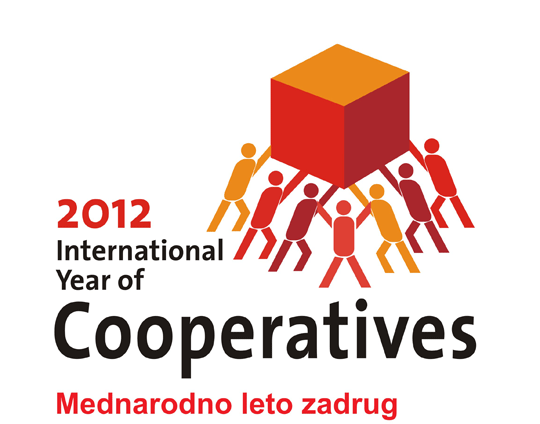 2012
International
Year of
Cooperatives
Mednarodno leto zadrug